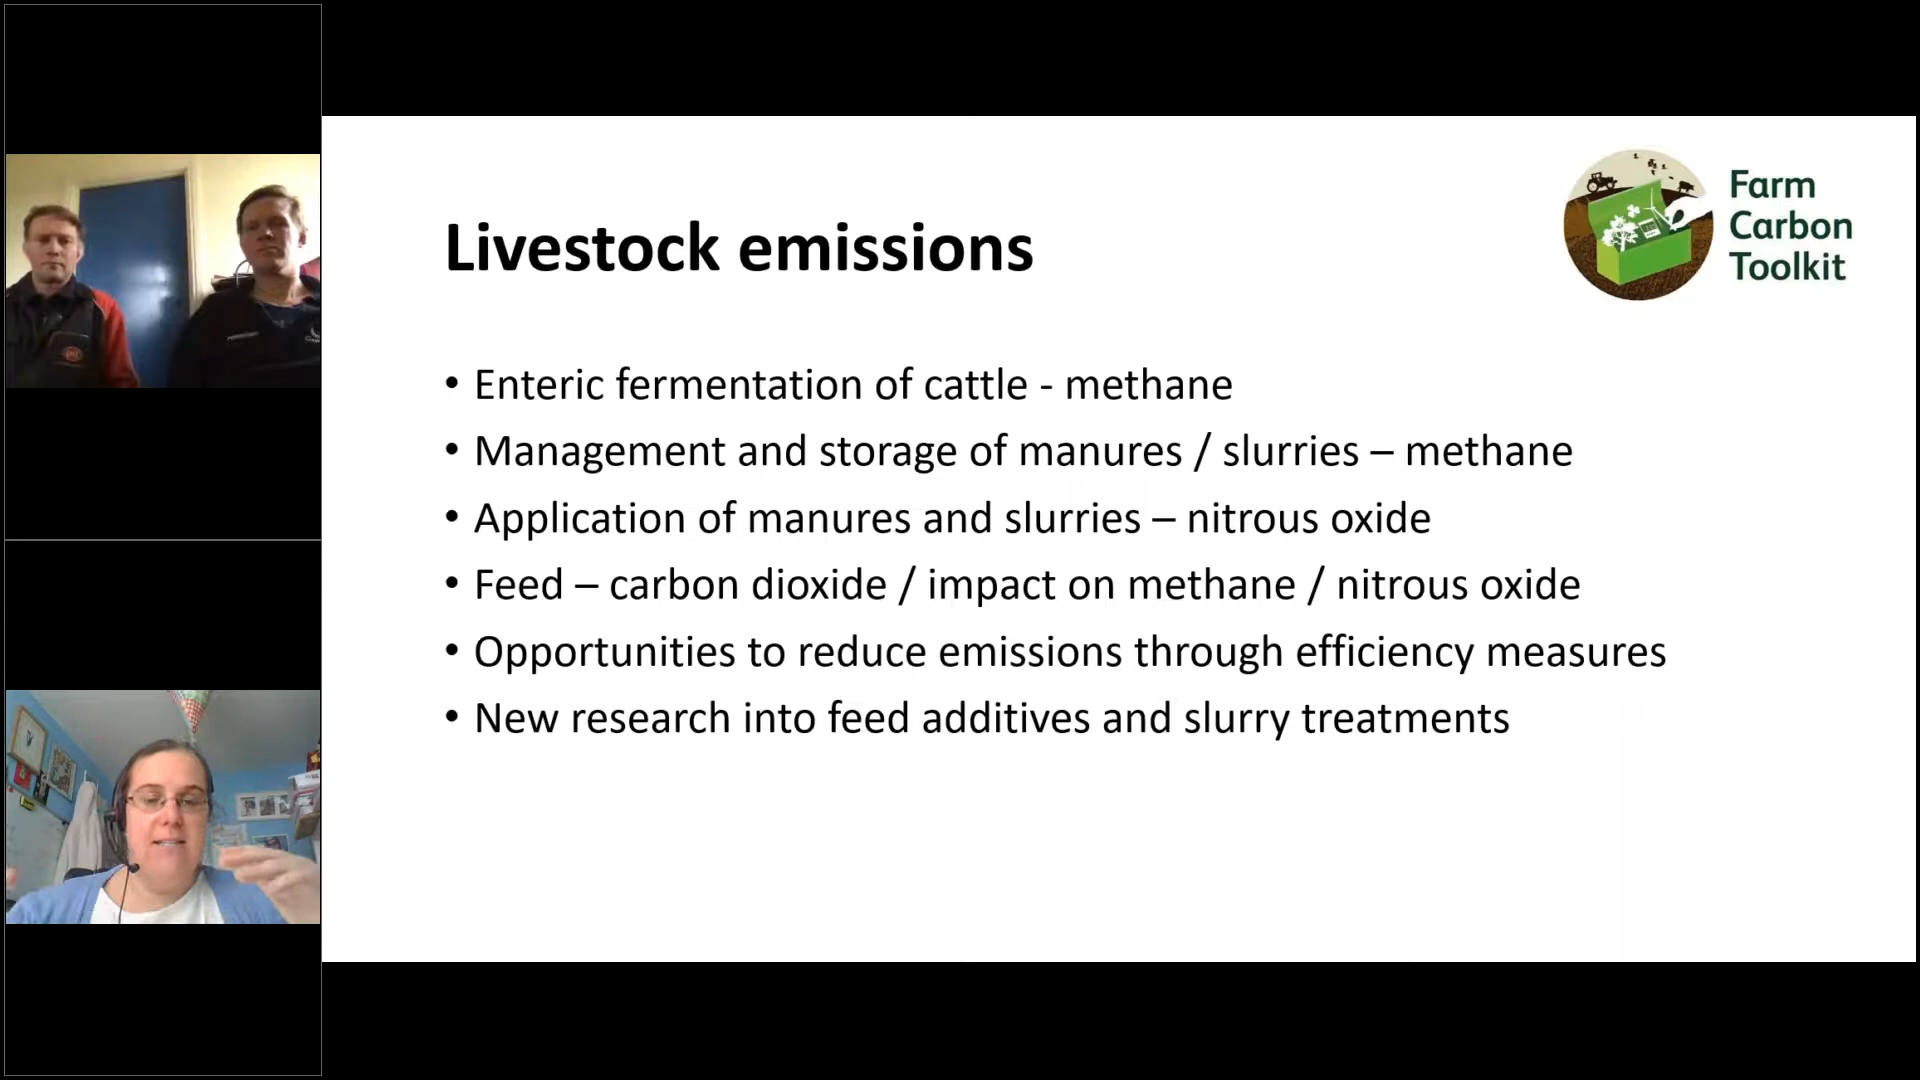 Livestock emissions
Farm
Carbon
Toolkit
• Enteric fermentation of cattle - methane
• Management and storage of manures / slurries – methane
• Application of manures and slurries – nitrous oxide
• Feed – carbon dioxide / impact on methane / nitrous oxide
• Opportunities to reduce emissions through efficiency measures
• New research into feed additives and slurry treatments